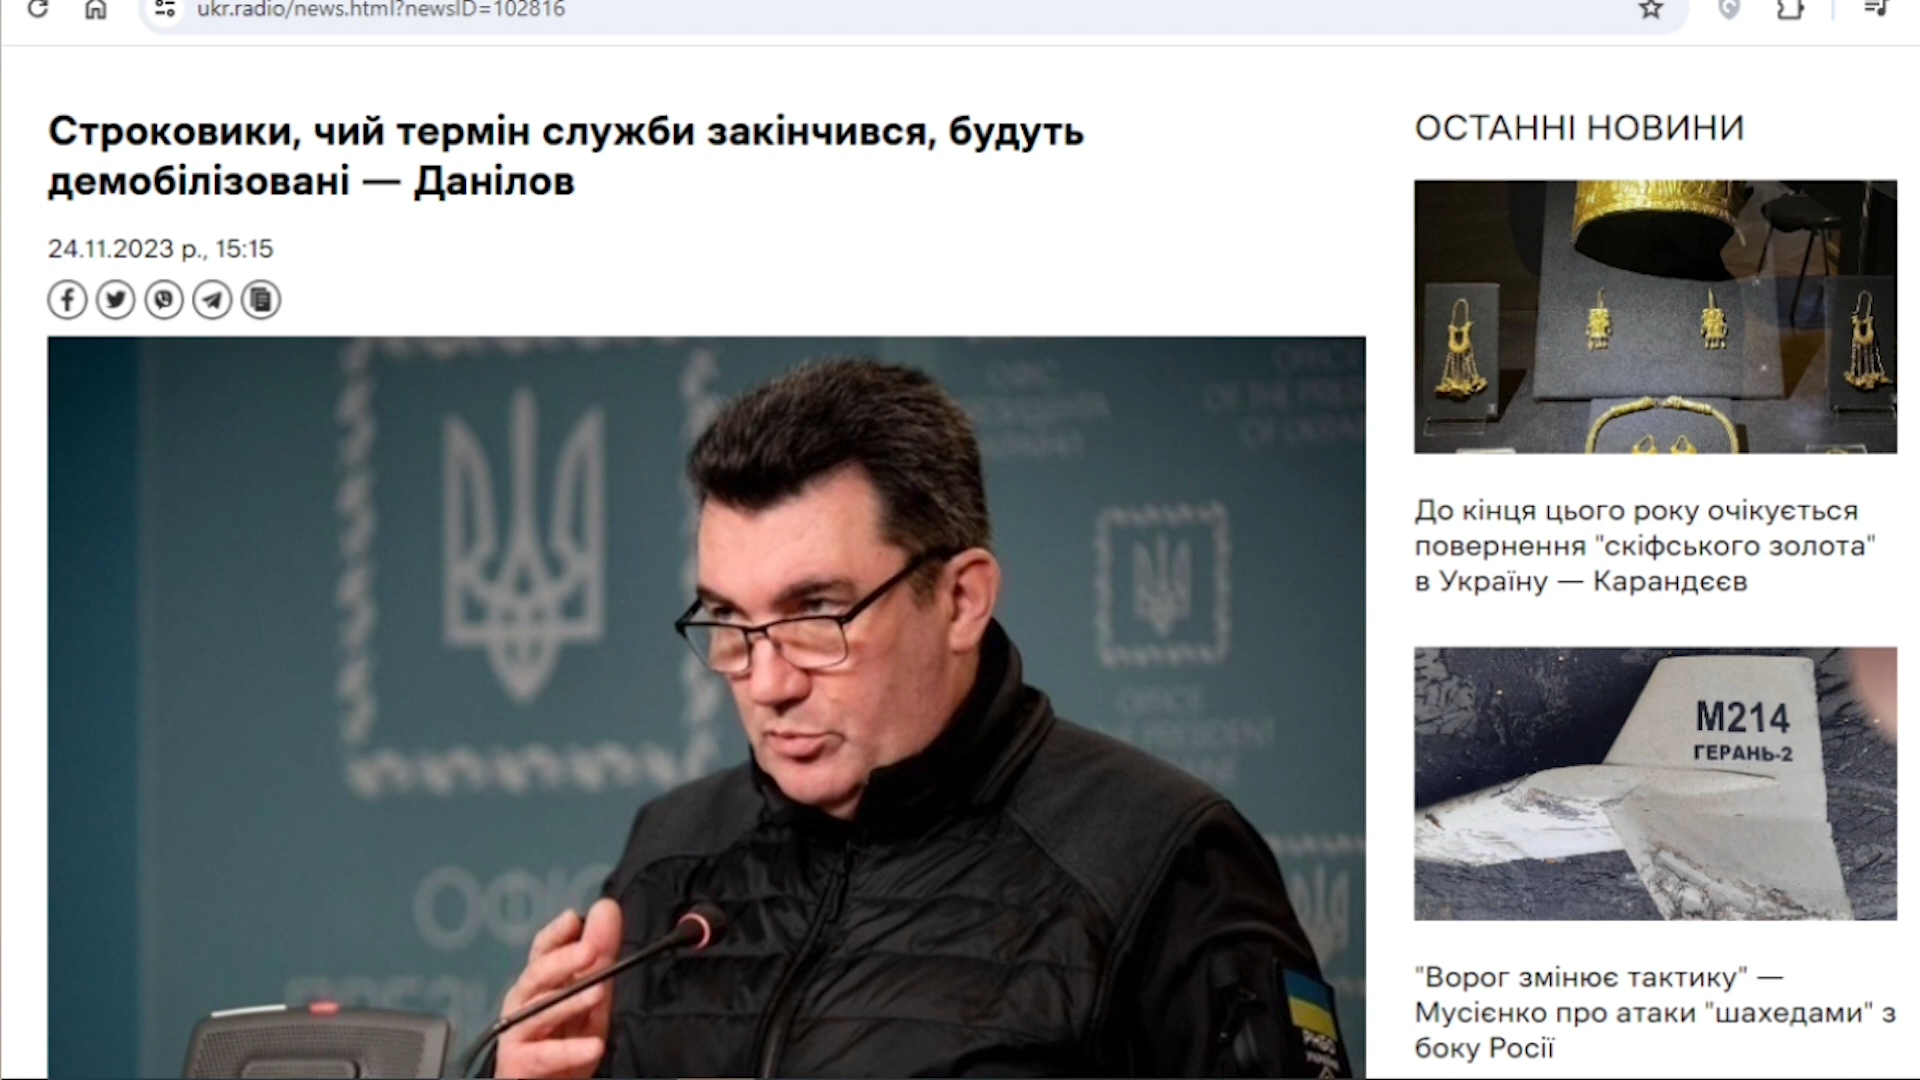 ukr.radio/news.html?newsID=102816
Строковики, чий термін служби закінчився, будуть
демобілізовані — Данілов
24.11.2023 р., 15:15
ОСТАННІ НОВИНИ
До кінця цього року очікується
повернення "скіфського золота"
в Україну — Карандєєв
М214
ГЕРАНЬ-2
"Ворог змінює тактику" —
Мусієнко про атаки "шахедами" з
боку Росії
OFFICE